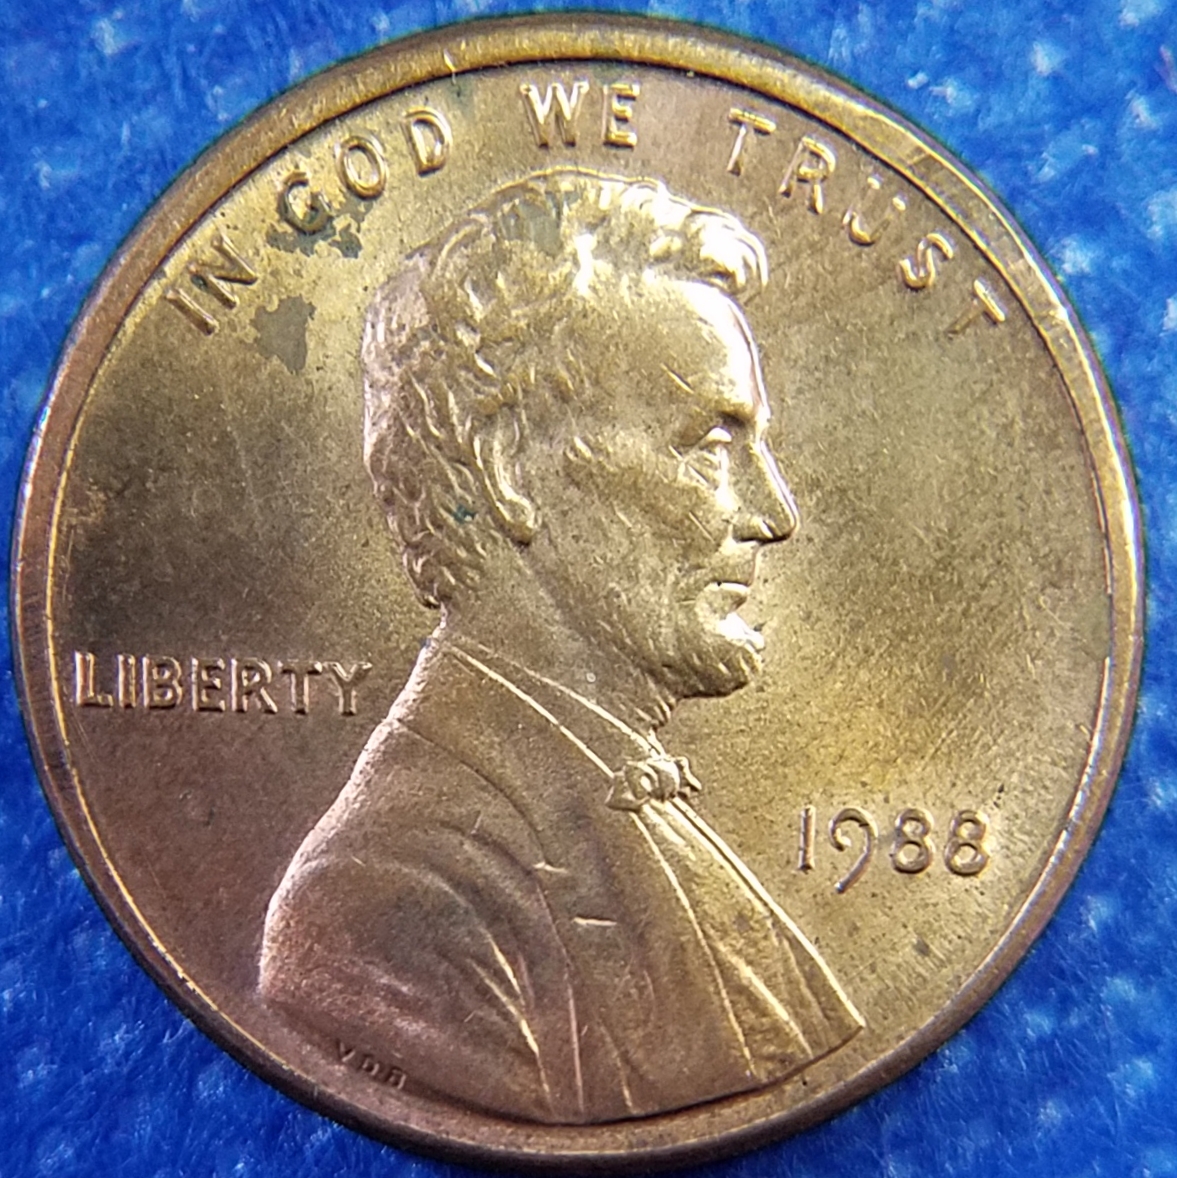 IN GOD WE TRUST
LIBERTY
1988
VDB